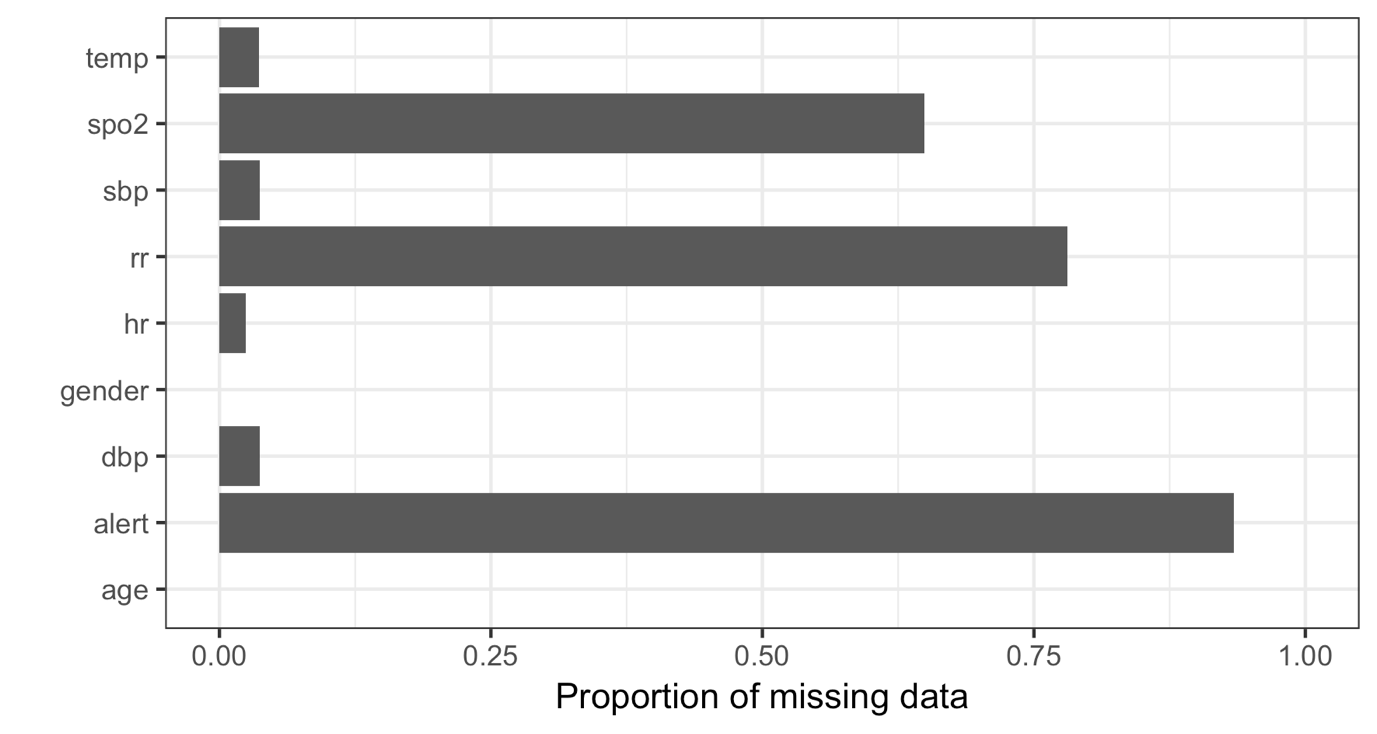 temp
spo2
sbp
rr
hr
gender
dbp
alert
age
0.00 0.25 0.50 0.75 1.00
Proportion of missing data